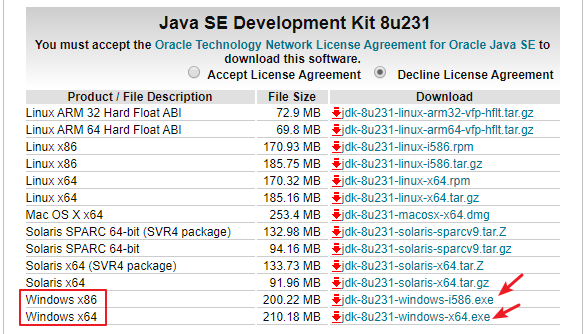 Java SE Development Kit 8u231
You must accept the Oracle Technology Network License Agreement for Oracle Java SE to
download this software.
Accept License Agreement Decline License Agreement
Product / File Description File Size Download
Linux ARM 32 Hard Float ABI 72.9 MB jdk-8u231-linux-arm32-vfp-hflt.tar.gz
Linux ARM 64 Hard Float ABI 69.8 MB jdk-8u231-linux-arm64-vfp-hflt.tar.gz
Linux x86 170.93 MB jdk-8u231-linux-i586.rpm
Linux x86 185.75 MB jdk-8u231-linux-i586.tar.gz
Linux x64 170.32 MB jdk-8u231-linux-x64.rpm
Linux x64 185.16 MB jdk-8u231-linux-x64.tar.gz
Mac OS X x64 253.4 MB jdk-8u231-macosx-x64.dmg
Solaris SPARC 64-bit (SVR4 package) 132.98 MB jdk-8u231-solaris-sparcv9.tar.Z
Solaris SPARC 64-bit 94.16 MB jdk-8u231-solaris-sparcv9.tar.gz
Solaris x64 (SVR4 package) 133.73 MB jdk-8u231-solaris-x64.tar.Z
Solaris x64 91.96 MB jdk-8u231-solaris-x64.tar.gz
Windows x86 200.22 MB jdk-8u231-windows-i586.exe
Windows x64 210.18 MB jdk-8u231-windows-x64.exe